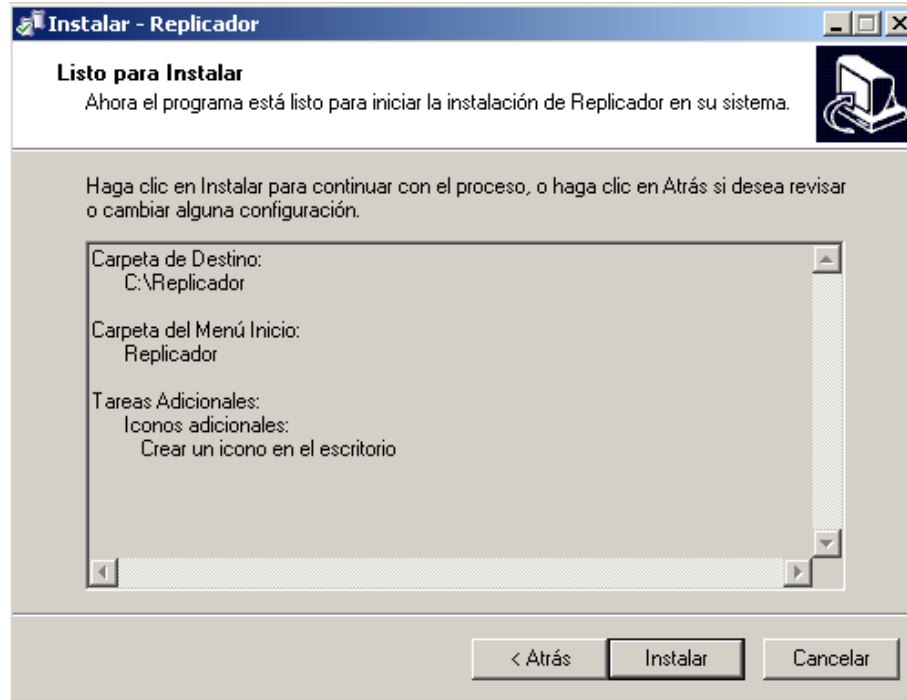 Instalar - Replicador
Listo para Instalar
Ahora el programa está listo para iniciar la instalación de Replicador en su sistema.
Haga clic en Instalar para continuar con el proceso, o haga clic en Atrás si desea revisar
o cambiar alguna configuración.
Carpeta de Destino:
C:\Replicador
Carpeta del Menú Inicio:
Replicador
Tareas Adicionales:
Iconos adicionales:
Crear un icono en el escritorio
< Atrás
Instalar
Cancelar